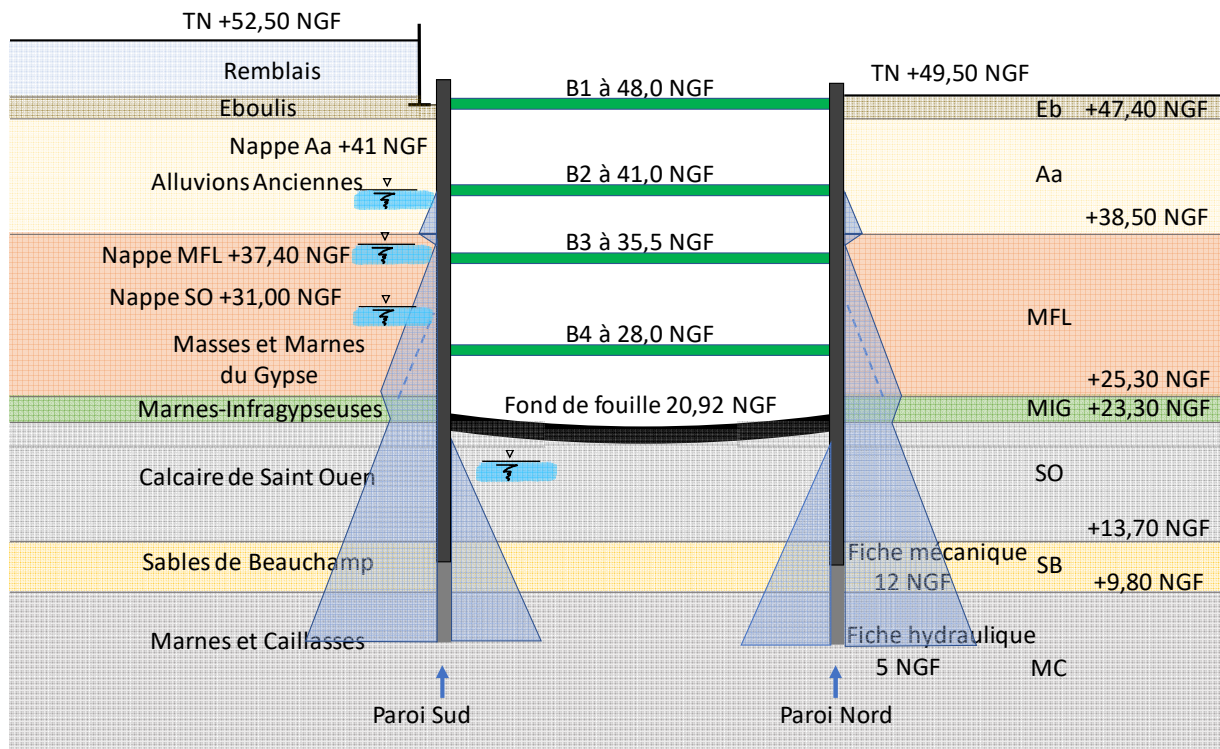 TN +52,50 NGF
Remblais
Eboulis
Nappe Aa +41 NGF
Alluvions Anciennes
Nappe MFL +37,40 NGF
Nappe SO +31,00 NGF
Masses et Marnes
du Gypse
Marnes-Infragypseuses
Calcaire de Saint Ouen
Sables de Beauchamp
Marnes et Caillasses
Paroi Sud
B1 à 48,0 NGF
B2 à 41,0 NGF
B3 à 35,5 NGF
B4 à 28,0 NGF
Fond de fouille 20,92 NGF
TN +49,50 NGF
Eb +47,40 NGF
Aa
+38,50 NGF
MFL
+25,30 NGF
MIG +23,30 NGF
SO
+13,70 NGF
Fiche mécanique
12 NGF
SB
+9,80 NGF
Fiche hydraulique
5 NGF
MC
Paroi Nord